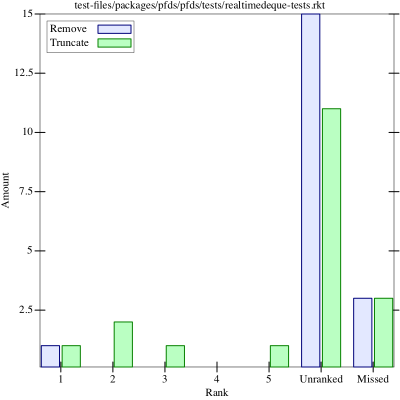 test-files/packages/pfds/pfds/tests/realtimedeque-tests.rkt
15
Remove
Truncate
12.5
10
7.5
5
2.5
Amount
1 2 3 4 5 Unranked Missed
Rank